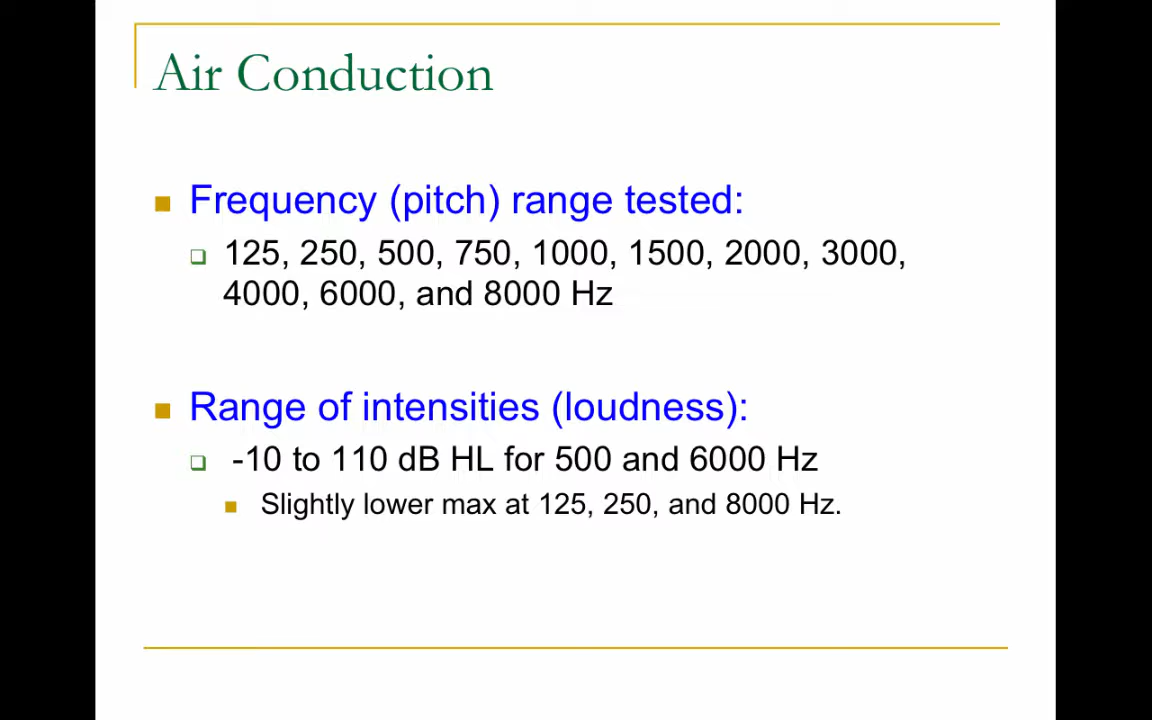 Air Conduction
Frequency (pitch) range tested:
125, 250, 500, 750, 1000, 1500, 2000, 3000,
4000, 6000, and 8000 Hz
Range of intensities (loudness):
-10 to 110 dB HL for 500 and 6000 Hz
Slightly lower max at 125, 250, and 8000 Hz.